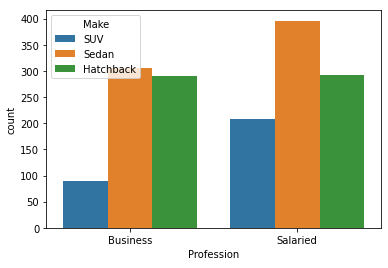 Make
SUV
Sedan
Hatchback
400
350
300
250
200
150
100
50
0
count
Business
Salaried
Profession